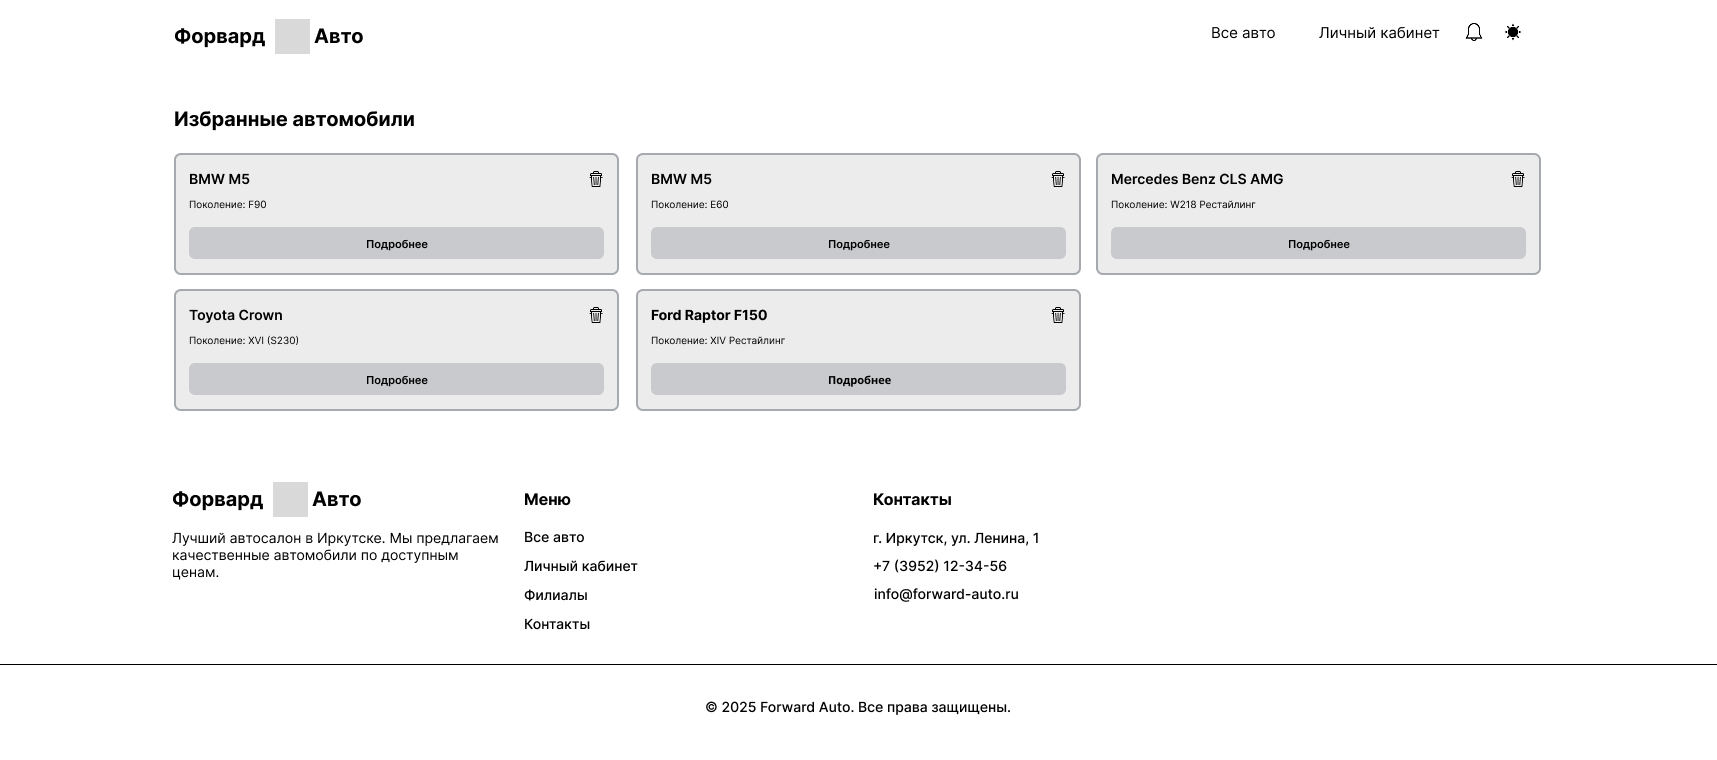 Форвард Авто
Все авто
Личный кабинет
Избранные автомобили
BMW M5
Поколение: F90
Подробнее
BMW M5
Поколение: E60
Подробнее
Mercedes Benz CLS AMG
Поколение: W218 Рестайлинг
Подробнее
Toyota Crown
Поколение: XVI (S230)
Подробнее
Ford Raptor F150
Поколение: XIV Рестайлинг
Подробнее
Форвард Авто
Лучший автосалон в Иркутске. Мы предлагаем
качественные автомобили по доступным
ценам.
Меню
Все авто
Личный кабинет
Филиалы
Контакты
Контакты
г. Иркутск, ул. Ленина, 1
+7 (3952) 12-34-56
info@forward-auto.ru
© 2025 Forward Auto. Все права защищены.